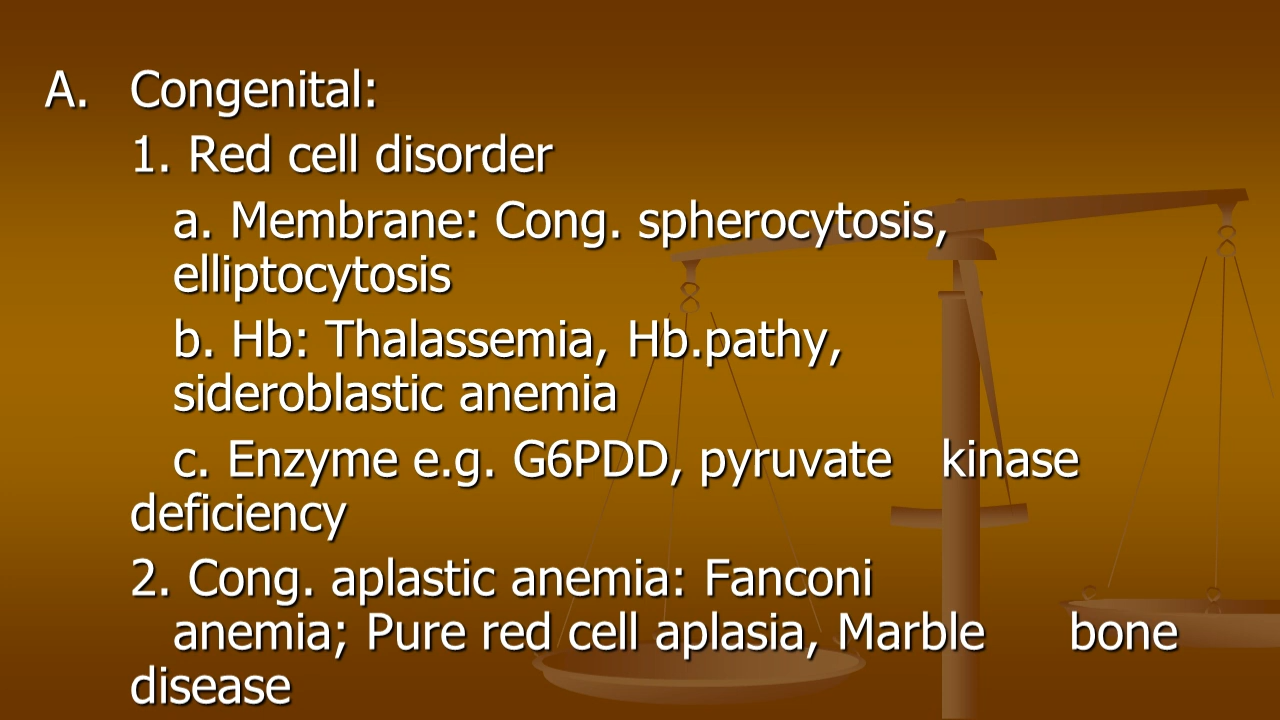 A. Congenital:
1. Red cell disorder
a. Membrane: Cong. spherocytosis,
elliptocytosis
b. Hb: Thalassemia, Hb.pathy,
sideroblastic anemia
c. Enzyme e.g. G6PDD, pyruvate kinase
deficiency
2. Cong. aplastic anemia: Fanconi
anemia; Pure red cell aplasia, Marble bone
disease